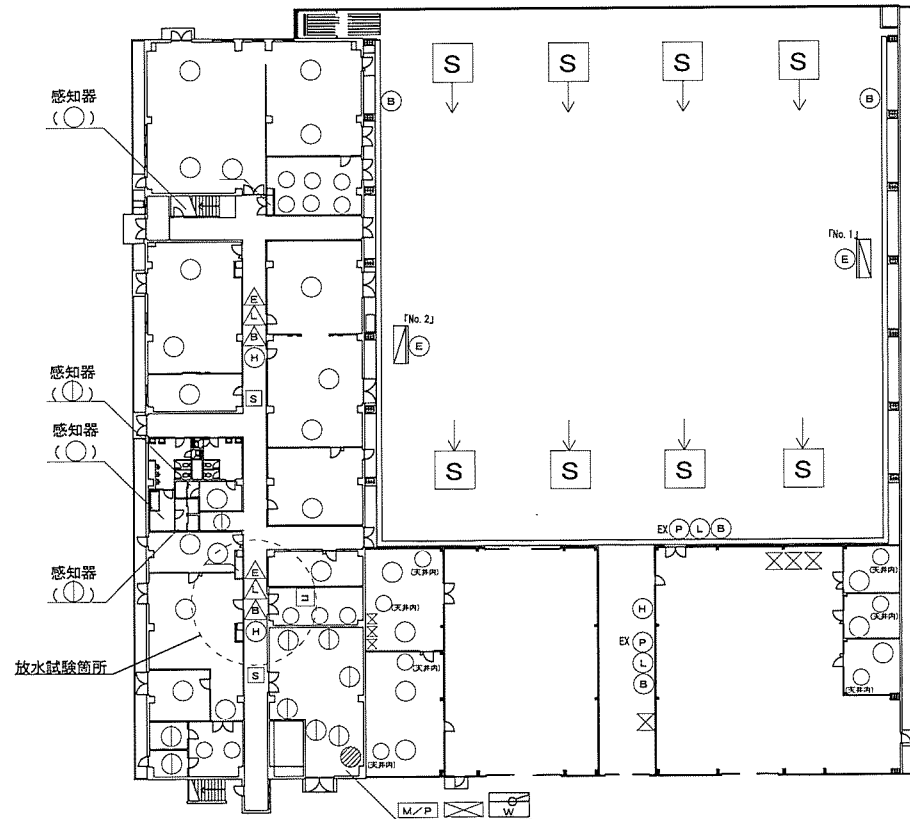 S S S S
感知器
(○)
B B
「No. 1」
E
E
L
「No. 2」
B
E
H
感知器
(⦶)
S
感知器
(○)
S S S S
EX P L B
E
(天井内)
(天井内)
感知器
(⦶)
L
コ
B
(天井内)
H
H
EX P
放水試験箇所
L
S
(天井内)
B
(天井内)
(天井内)
M/P
W